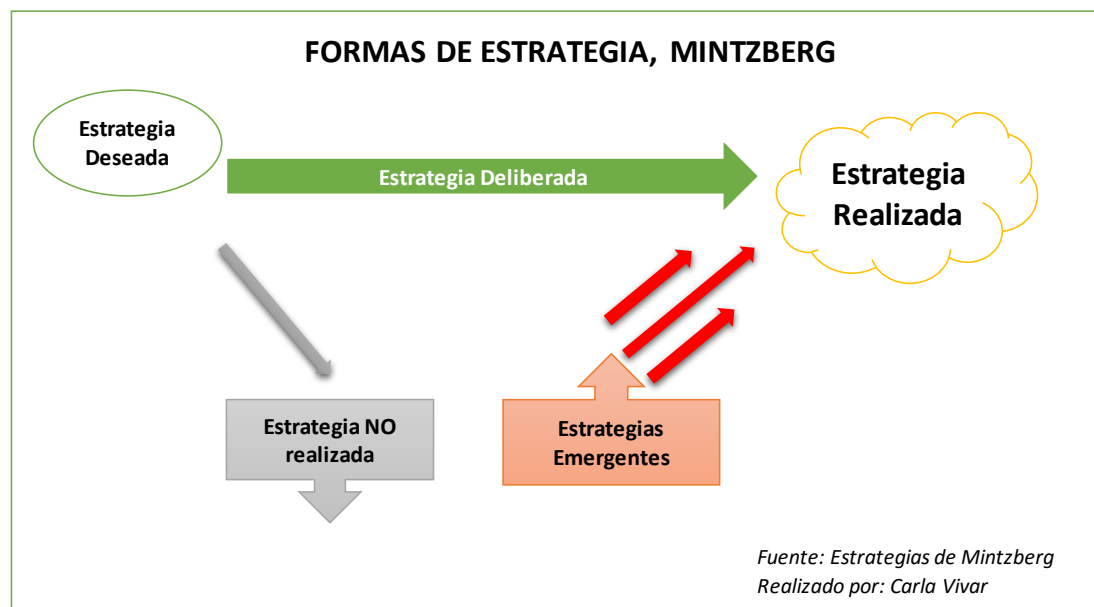 FORMAS DE ESTRATEGIA, MINTZBERG
Estrategia
Deseada
Estrategia Deliberada
Estrategia
Realizada
Estrategia NO
realizada
Estrategias
Emergentes
Fuente: Estrategias de Mintzberg
Realizado por: Carla Vivar